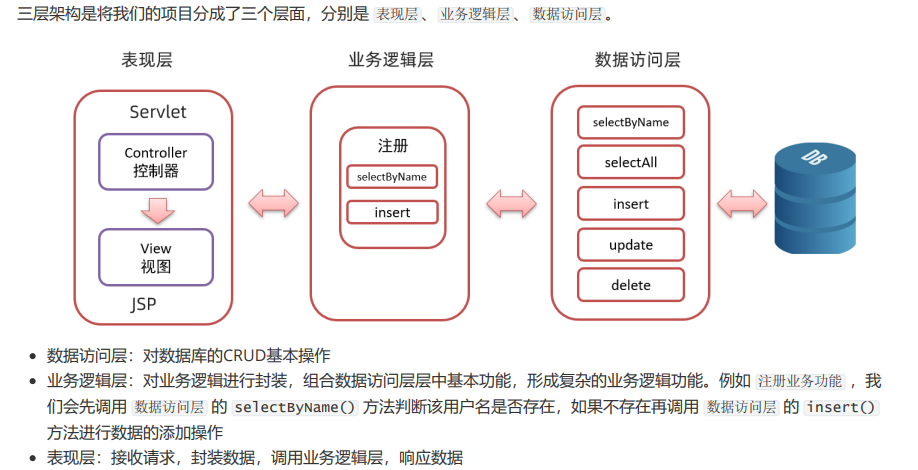 三层架构是将我们的项目分成了三个层面，分别是 表现层、业务逻辑层、数据访问层。
表现层
业务逻辑层
数据访问层
Servlet
Controller
控制器
View
视图
JSP
注册
selectByName
insert
selectByName
selectAll
insert
update
delete
DB
数据访问层：对数据库的CRUD基本操作
业务逻辑层：对业务逻辑进行封装，组合数据访问层层中基本功能，形成复杂的业务逻辑功能。例如 注册业务功能 ，我
们会先调用 数据访问层 的 selectByName() 方法判断该用户名是否存在，如果不存在再调用 数据访问层 的 insert()
方法进行数据的添加操作
表现层：接收请求，封装数据，调用业务逻辑层，响应数据